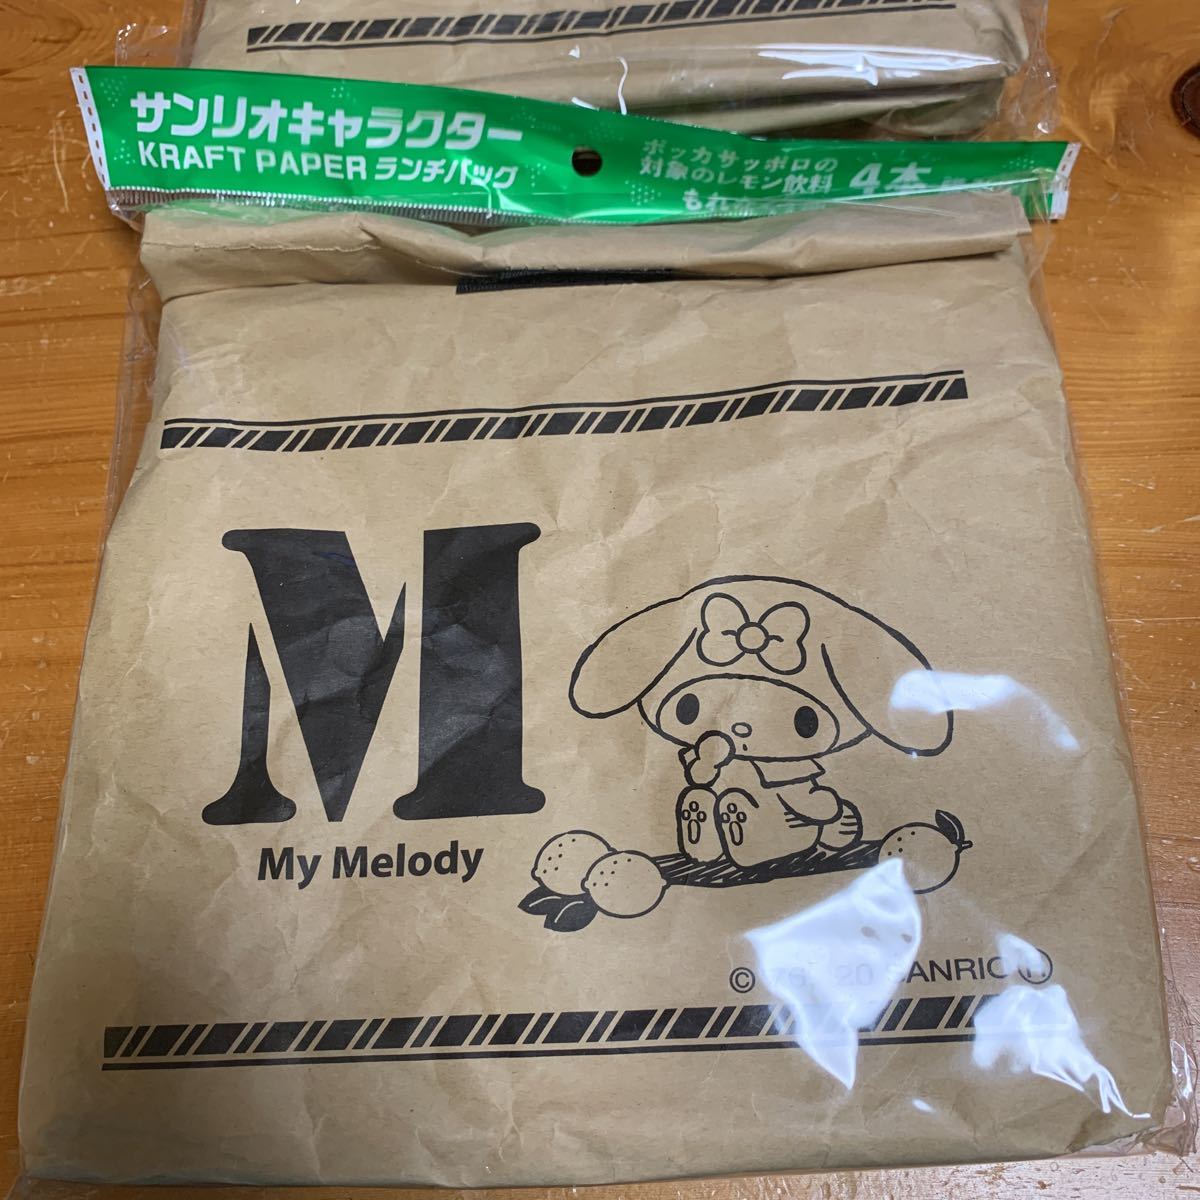 サンリオキャラクター
KRAFT PAPER ランチバッグ
ポッカサッポロの
対象のレモン飲料 4本
もれ
M
My Melody
© '76, '20 SANRIO